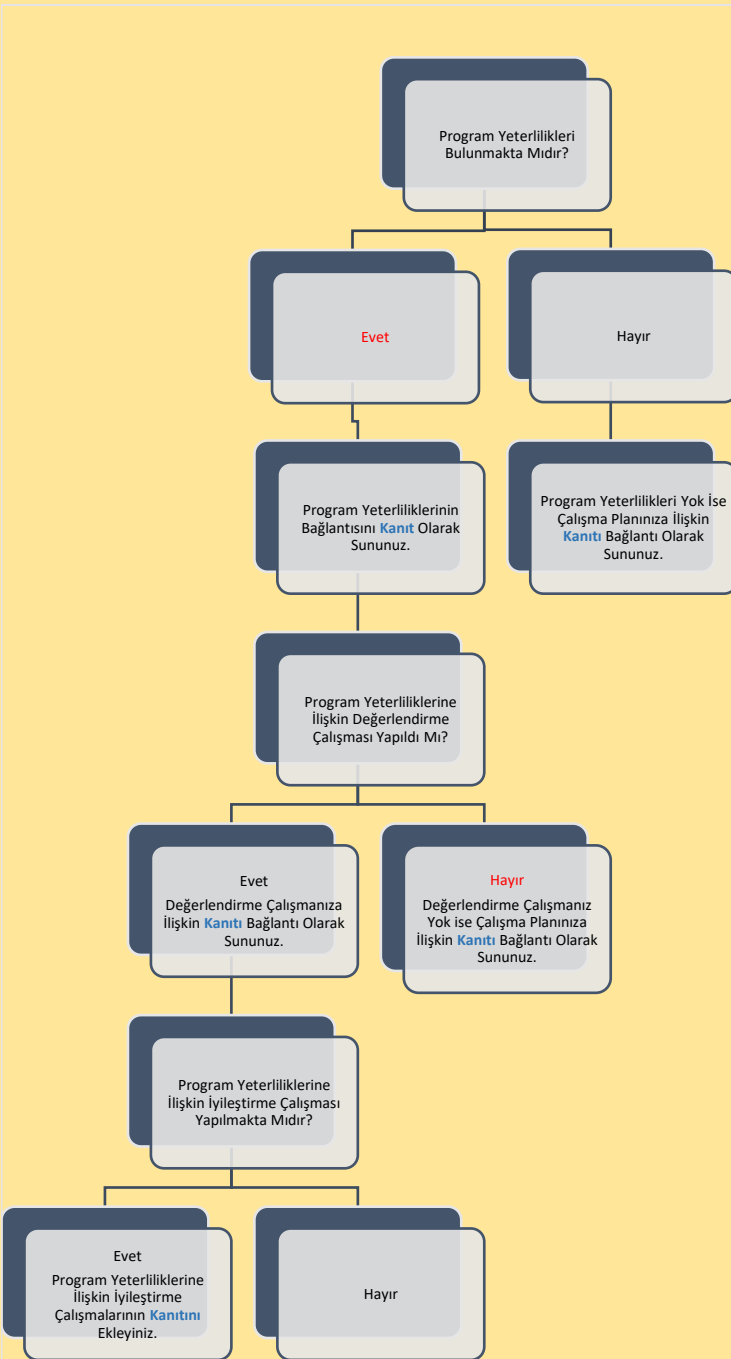 Program Yeterlilikleri
Bulunmakta Mıdır?
Evet
Hayır
Program Yeterliliklerinin
Bağlantısını Kanıt Olarak
Sununuz.
Program Yeterlilikleri Yok İse
Çalışma Planınıza İlişkin
Kanıtı Bağlantı Olarak
Sununuz.
Program Yeterliliklerine
İlişkin Değerlendirme
Çalışması Yapıldı Mı?
Evet
Değerlendirme Çalışmanıza
İlişkin Kanıtı Bağlantı Olarak
Sununuz.
Hayır
Değerlendirme Çalışmanız
Yok ise Çalışma Planınıza
İlişkin Kanıtı Bağlantı Olarak
Sununuz.
Program Yeterliliklerine
İlişkin İyileştirme Çalışması
Yapılmakta Mıdır?
Evet
Program Yeterliliklerine
İlişkin İyileştirme
Çalışmalarının Kanıtını
Ekleyiniz.
Hayır